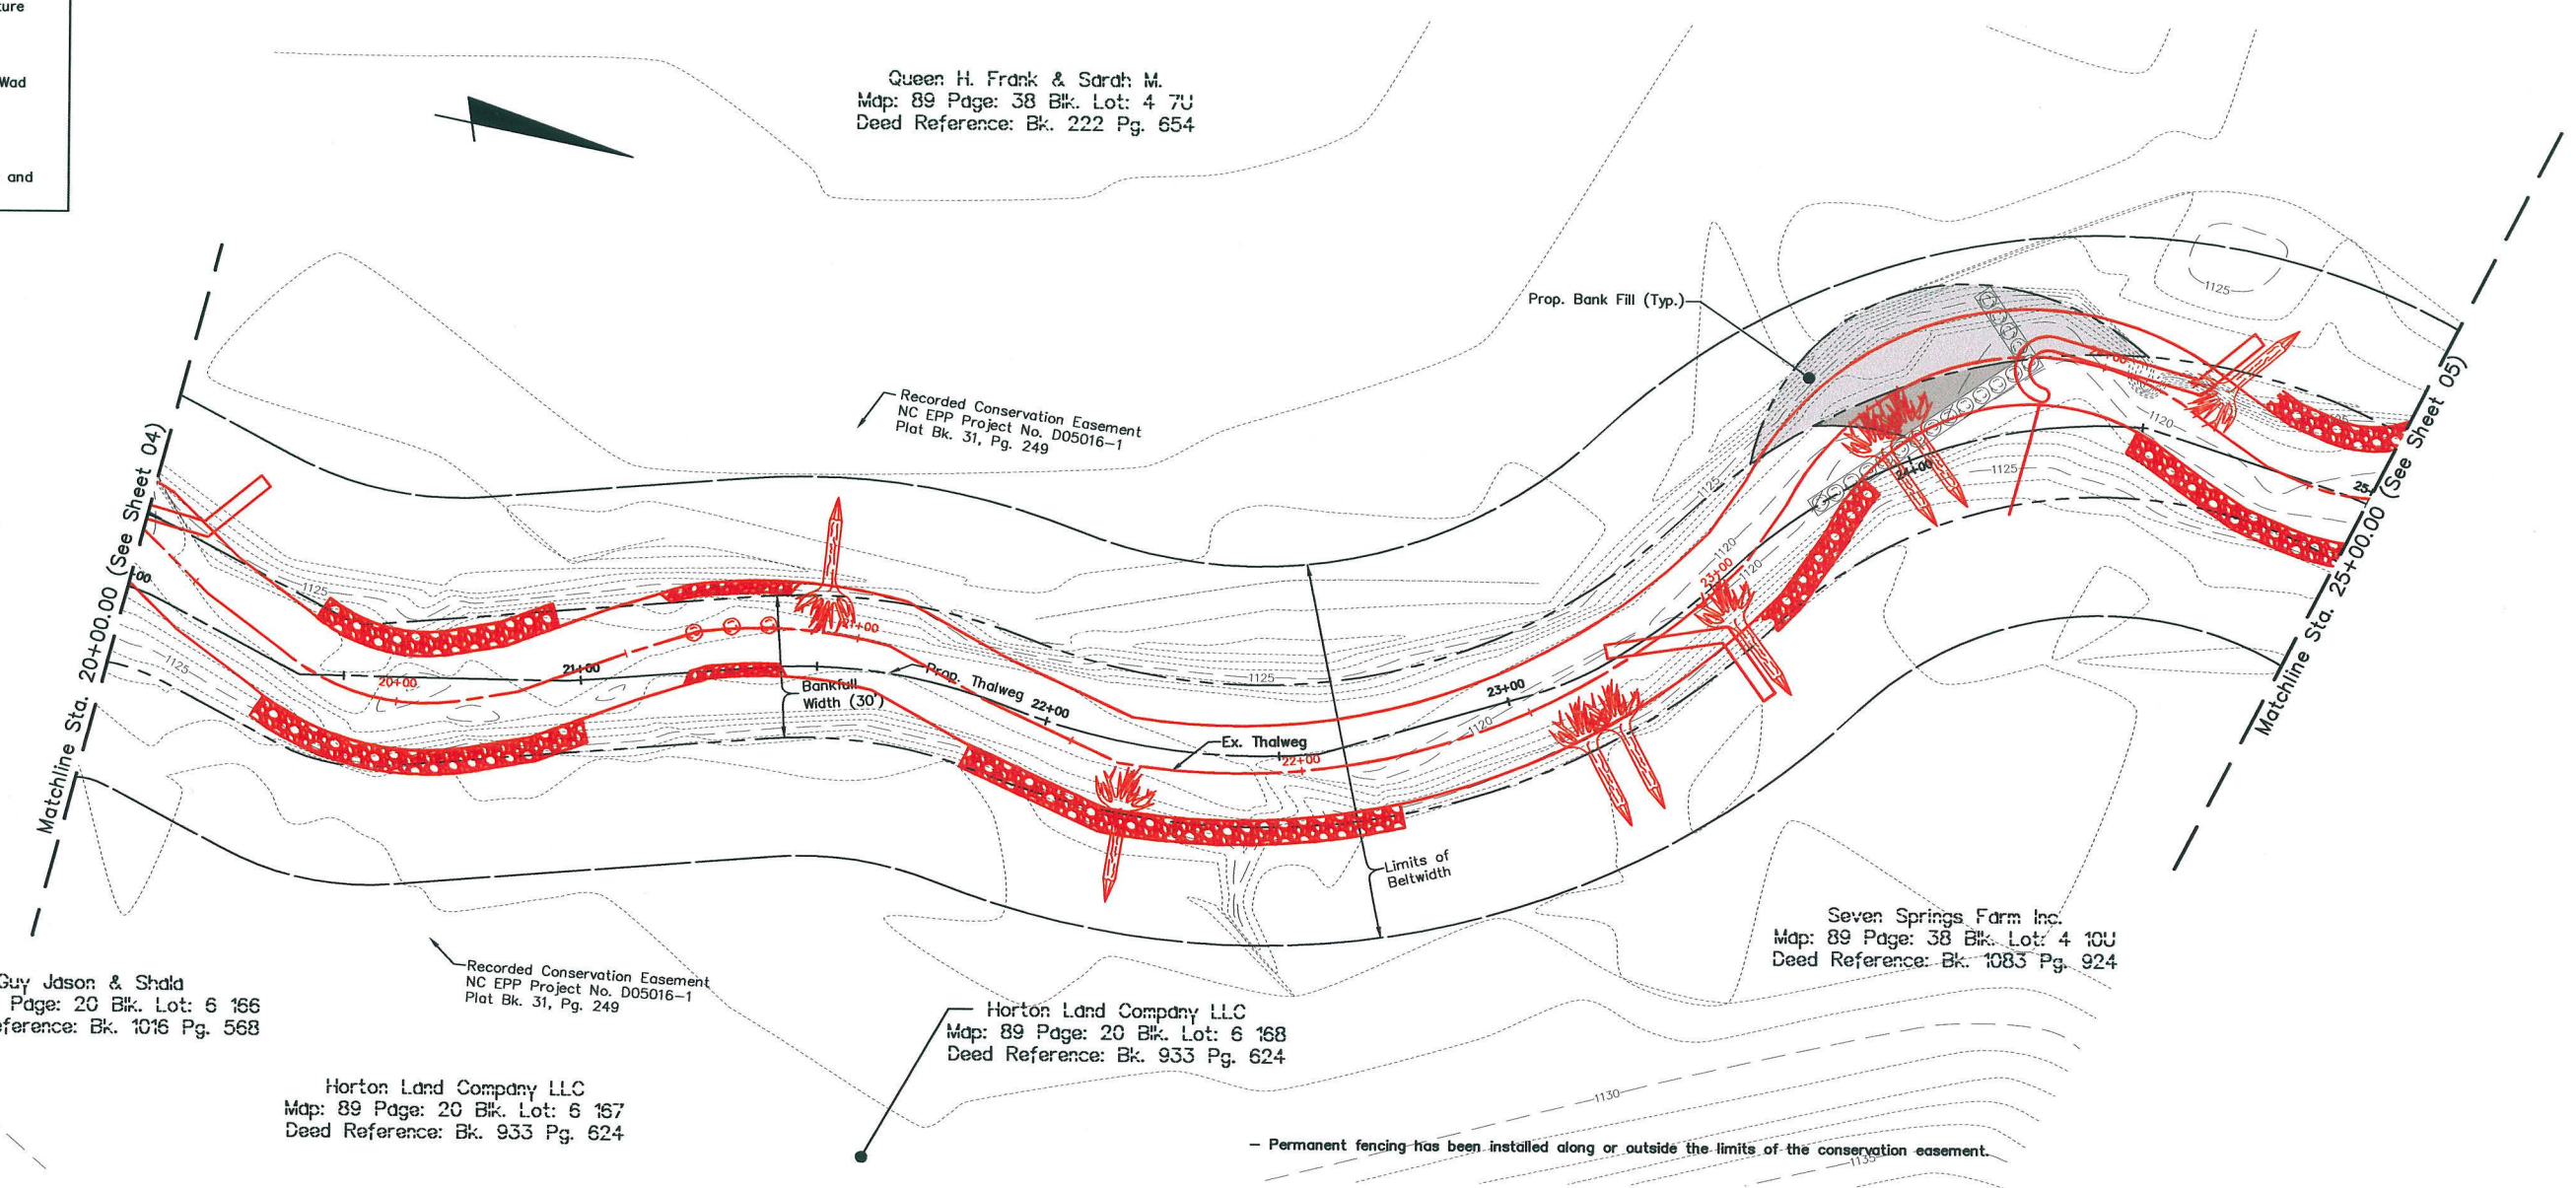 ture
Wad
and
Queen H. Frank & Sarah M.
Map: 89 Page: 38 Blk. Lot: 4 7U
Deed Reference: Bk. 222 Pg. 654
Prop. Bank Fill (Typ.)
1125
Recorded Conservation Easement
NC EPP Project No. D05016-1
Plat Bk. 31, Pg. 249
Matchline Sta. 20+00.00 (See Sheet 04)
Matchline Sta. 25+00.00 (See Sheet 05)
1120
1125
24+00
25+
125
1120
23+00
1120
1125
+00
1125
20+00
21+00
+00
Bankfull
Width (30')
Prop. Thalweg
22+00
1125
Ex. Thalweg
22+00
23+00
1120
Limits of
Beltwidth
Guy Jason & Shala
Page: 20 Blk. Lot: 6 166
eference: Bk. 1016 Pg. 568
Recorded Conservation Easement
NC EPP Project No. D05016-1
Plat Bk. 31, Pg. 249
Horton Land Company LLC
Map: 89 Page: 20 Blk. Lot: 6 167
Deed Reference: Bk. 933 Pg. 624
Horton Land Company LLC
Map: 89 Page: 20 Blk. Lot: 6 168
Deed Reference: Bk. 933 Pg. 624
Seven Springs Farm Inc.
Map: 89 Page: 38 Blk. Lot: 4 10U
Deed Reference: Bk. 1083 Pg. 924
1130
- Permanent fencing has been installed along or outside the limits of the conservation easement.
1135